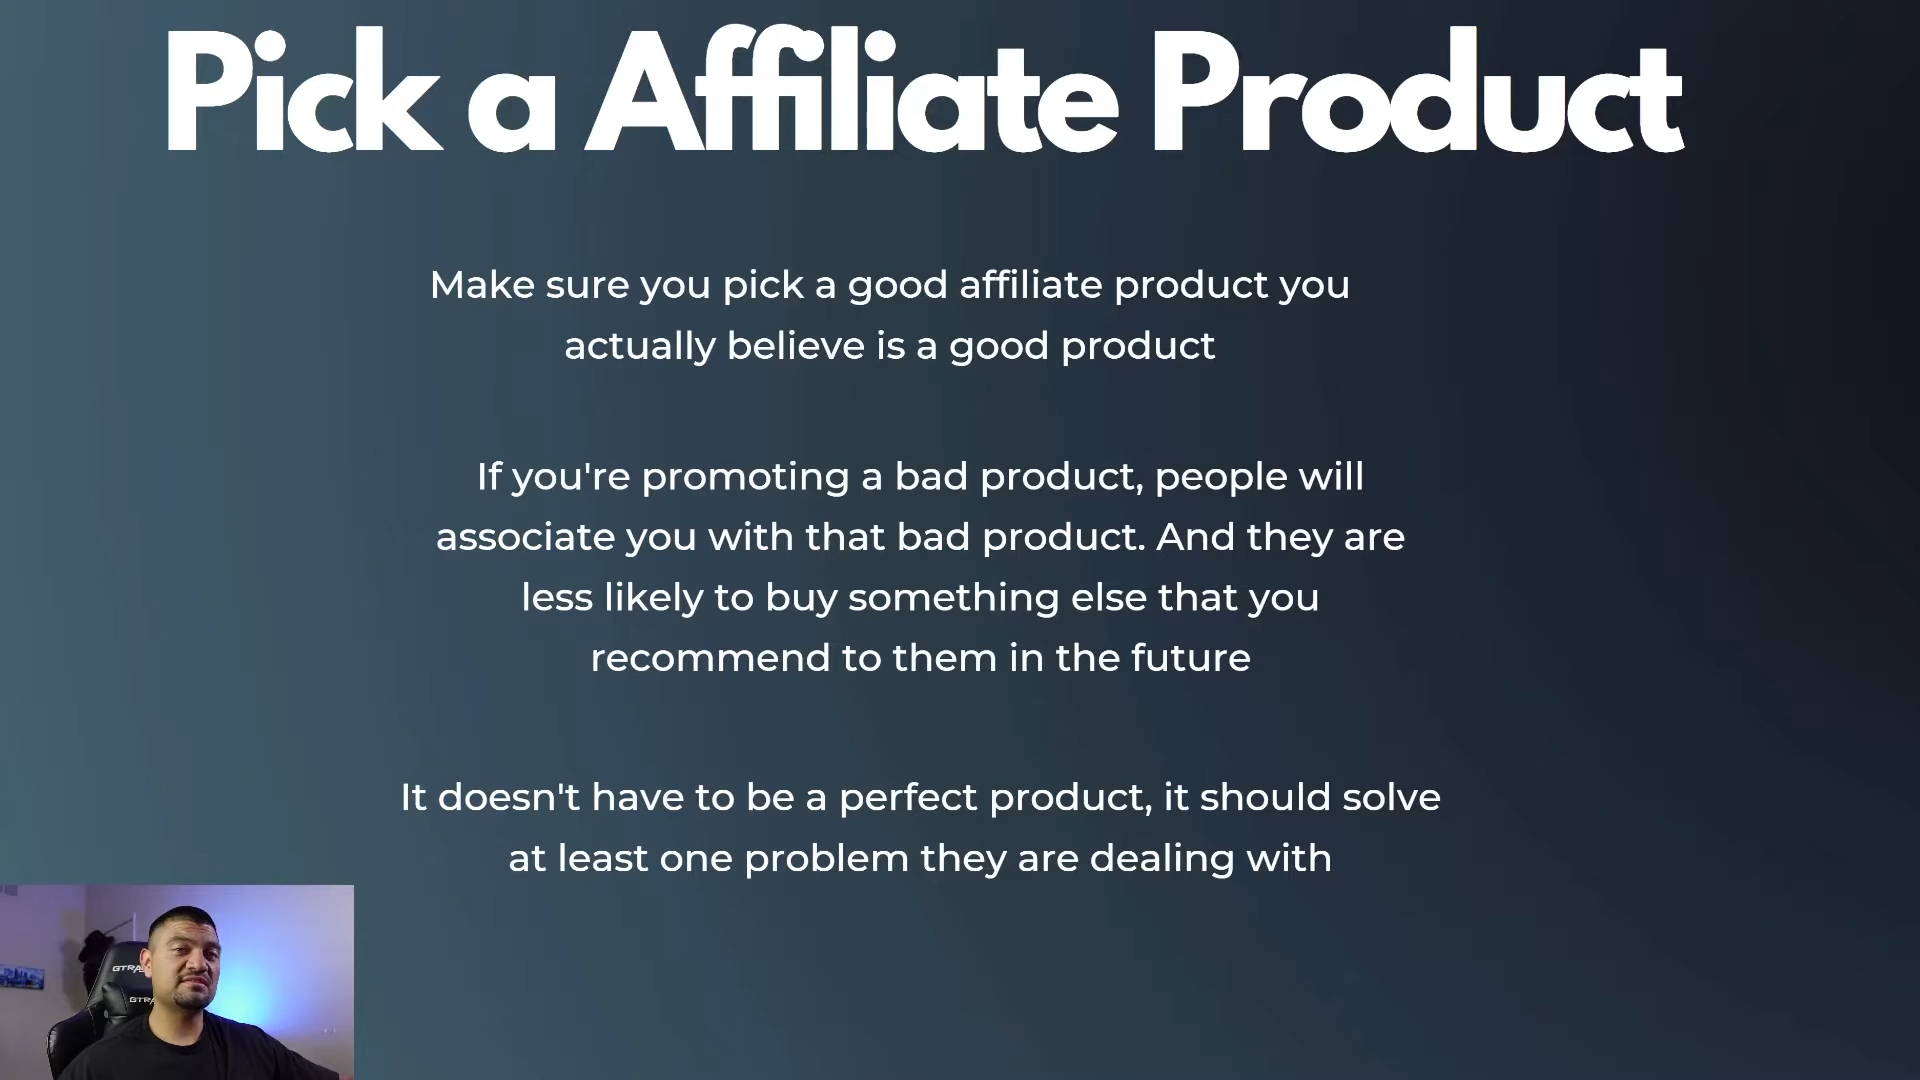 Pick a Affiliate Product
Make sure you pick a good affiliate product you
actually believe is a good product
If you're promoting a bad product, people will
associate you with that bad product. And they are
less likely to buy something else that you
recommend to them in the future
It doesn't have to be a perfect product, it should solve
at least one problem they are dealing with